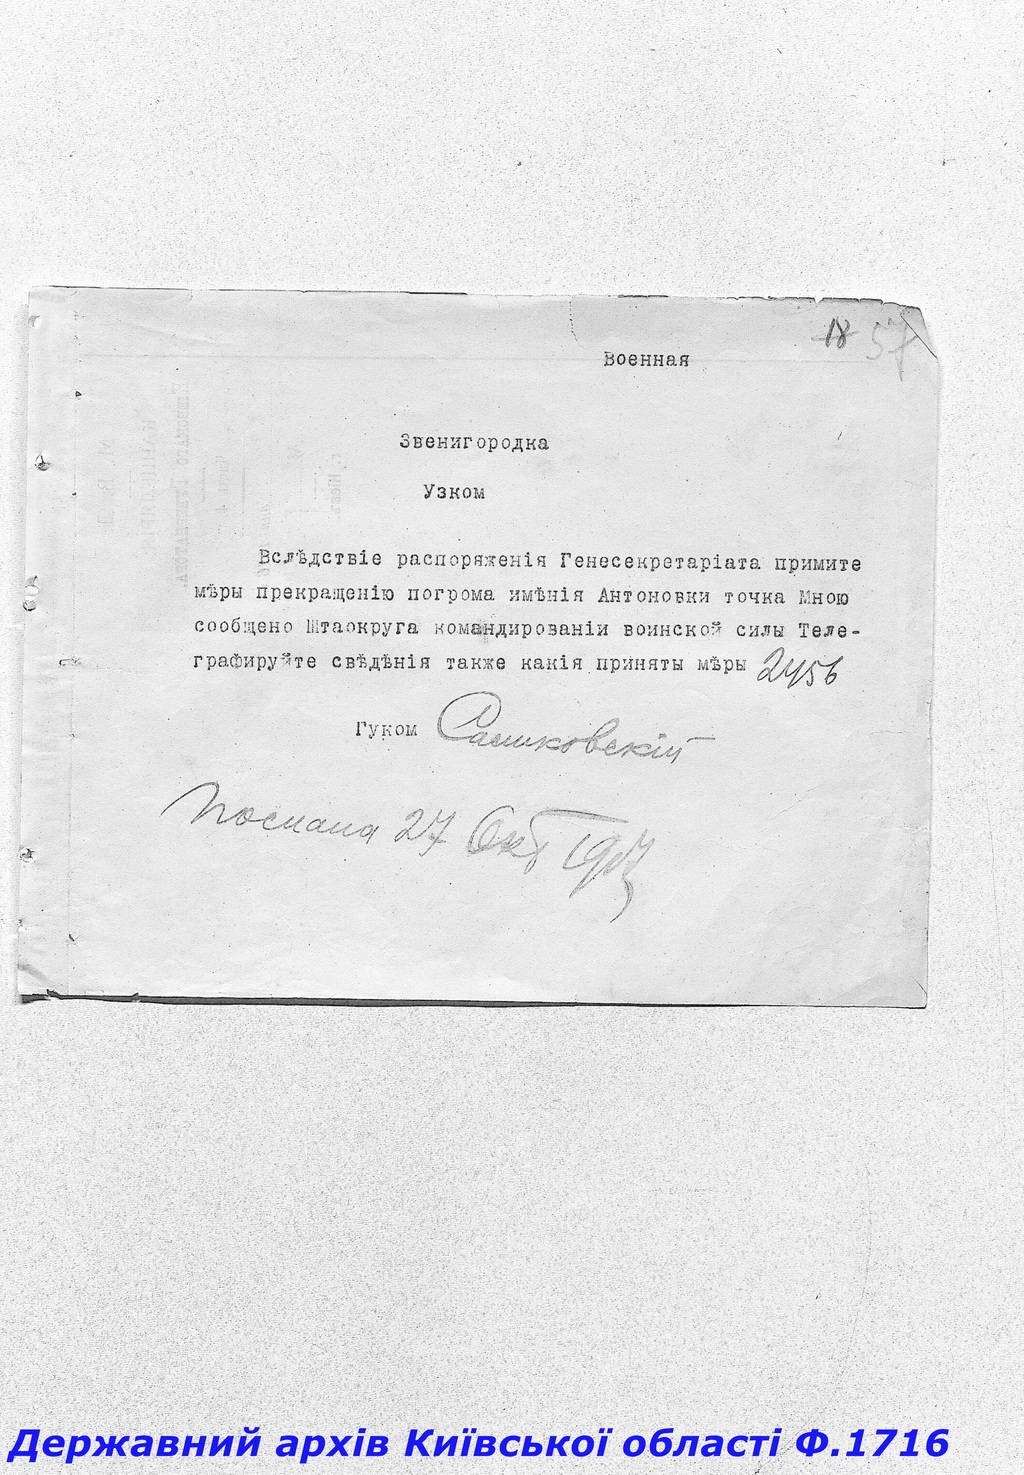 18 57
Военная
Звенигородка
Узком
Вслѣдствіе распоряженія Генесекретаріата примите
мѣры прекращенію погрома имѣнія Антоновки точка Мною
сообщено Штаокруга командированіи воинской силы Теле-
графируйте свѣдѣнія также какія приняты мѣры 2456
Гуком Саликовскій
Послана 27 Окт 1917
Державний архів Київської області Ф.1716